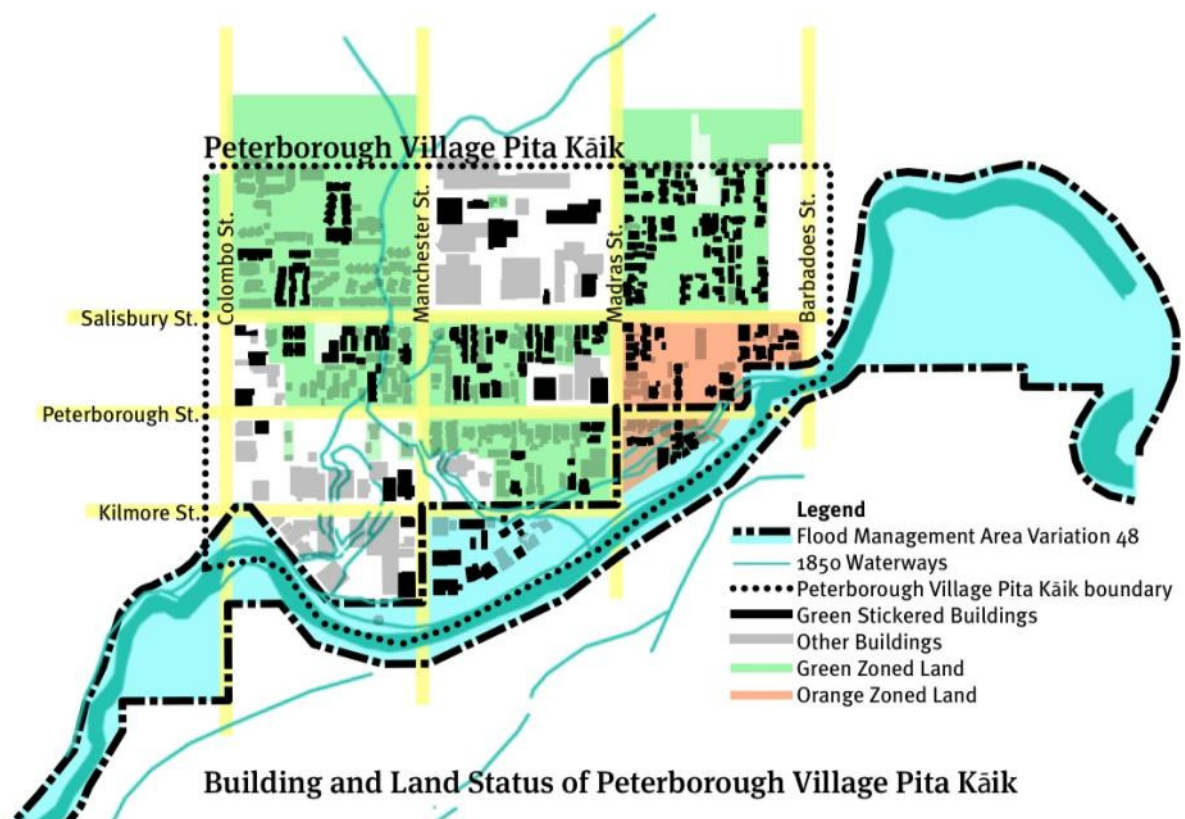 Peterborough Village Pita Kāik
Colombo St.
Manchester St.
Madras St.
Barbadoes St.
Salisbury St.
Peterborough St.
Kilmore St.
Legend
Flood Management Area Variation 48
1850 Waterways
Peterborough Village Pita Kāik boundary
Green Stickered Buildings
Other Buildings
Green Zoned Land
Orange Zoned Land
Building and Land Status of Peterborough Village Pita Kāik